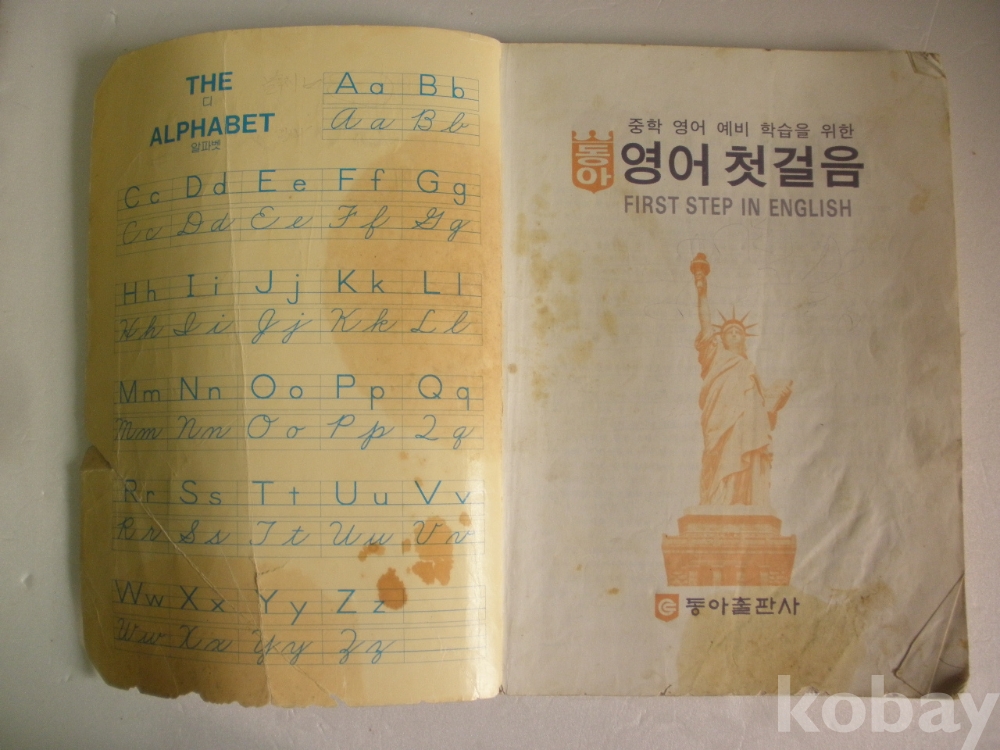 THE
디
ALPHABET
알파벳
Aa Bb
Aa Bb
Cc Dd Ee Ff Gg
Cc Dd Ee Ff Gg
Hh Ii Jj Kk Ll
Hh Ii Jj Kk Ll
Mm Nn Oo Pp Qq
Mm Nn Oo Pp Qq
Rr Ss Tt Uu Vv
Rr Ss Tt Uu Vv
Ww Xx Yy Zz
Ww Xx Yy Zz
중학 영어 예비 학습을 위한
동아 영어 첫걸음
FIRST STEP IN ENGLISH
동아출판사
kobay